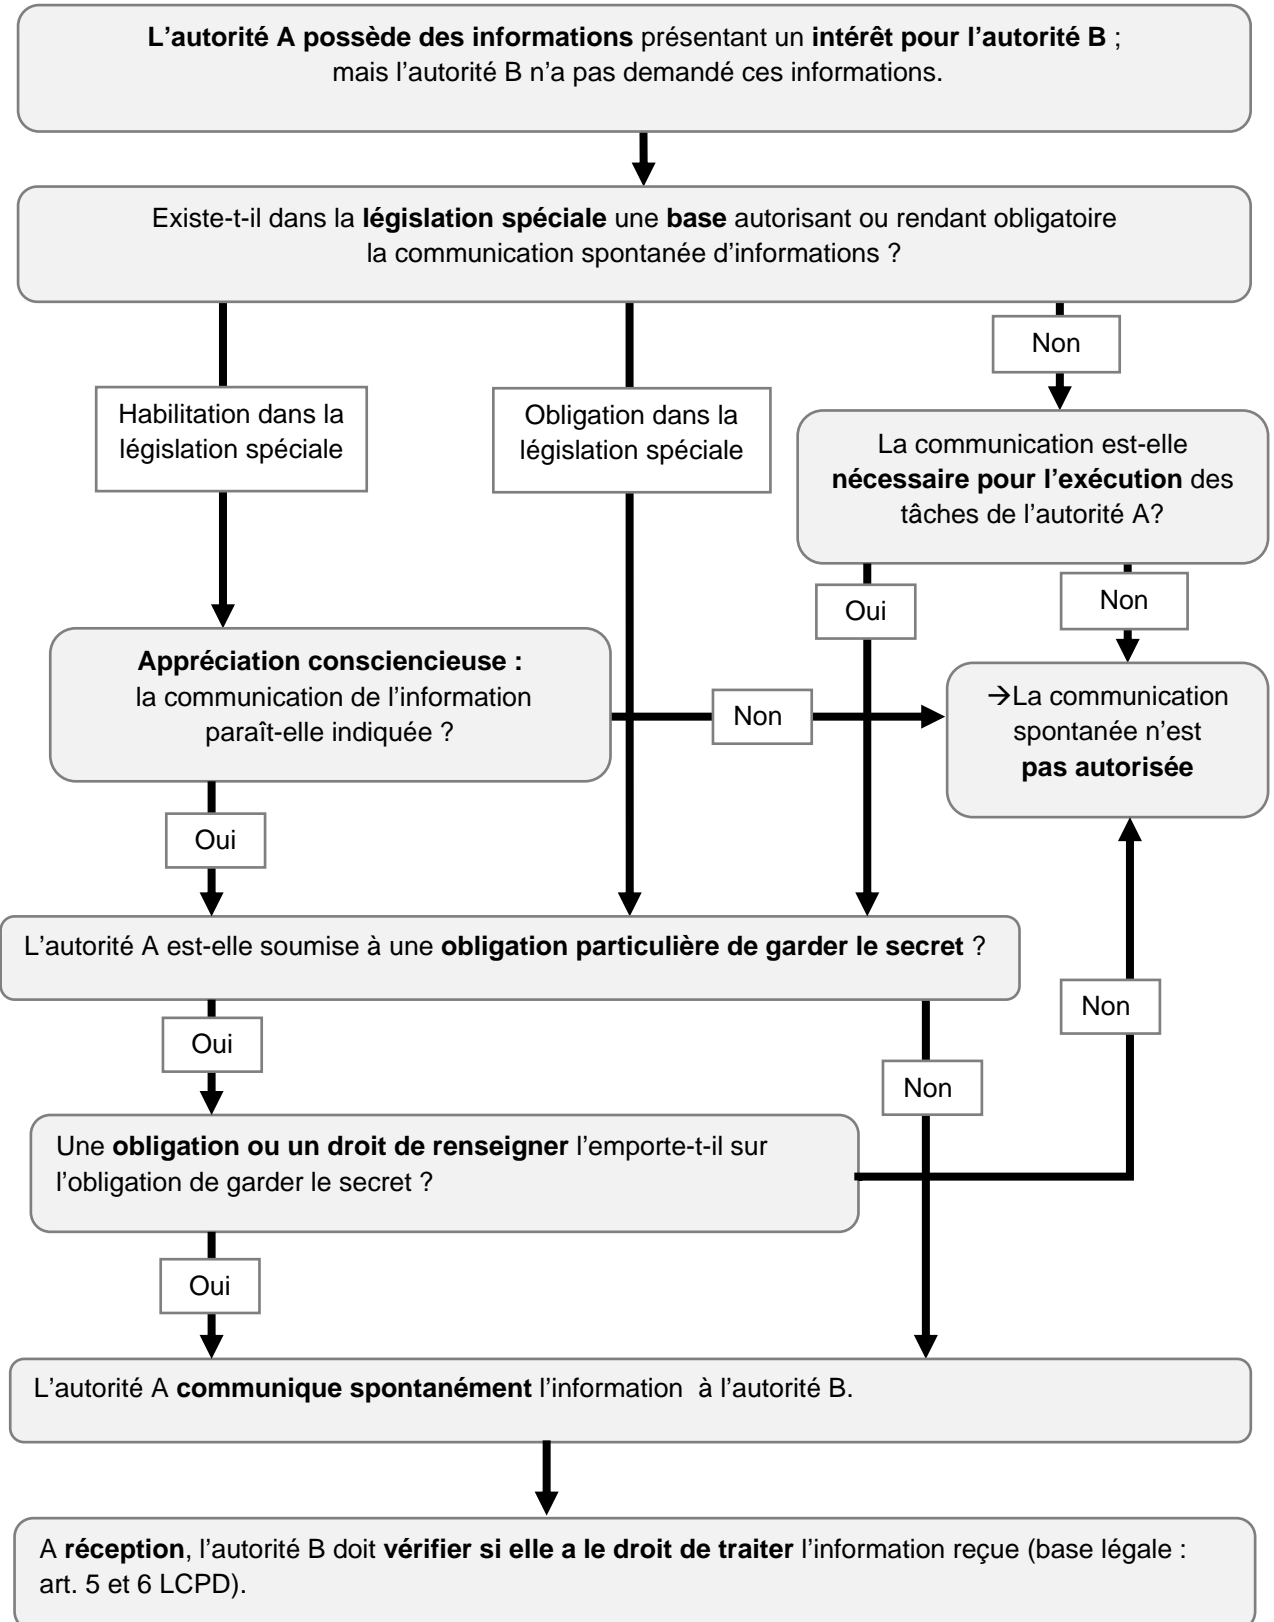 L’autorité A possède des informations présentant un intérêt pour l’autorité B ;
mais l’autorité B n’a pas demandé ces informations.
Existe-t-il dans la législation spéciale une base autorisant ou rendant obligatoire
la communication spontanée d’informations ?
Non
Habilitation dans la
législation spéciale
Obligation dans la
législation spéciale
La communication est-elle
nécessaire pour l’exécution des
tâches de l’autorité A?
Oui
Non
Appréciation consciencieuse :
la communication de l’information
paraît-elle indiquée ?
Non
→La communication
spontanée n’est
pas autorisée
Oui
L’autorité A est-elle soumise à une obligation particulière de garder le secret ?
Oui
Non
Non
Une obligation ou un droit de renseigner l’emporte-t-il sur
l’obligation de garder le secret ?
Oui
L’autorité A communique spontanément l’information à l’autorité B.
A réception, l’autorité B doit vérifier si elle a le droit de traiter l’information reçue (base légale :
art. 5 et 6 LCPD).